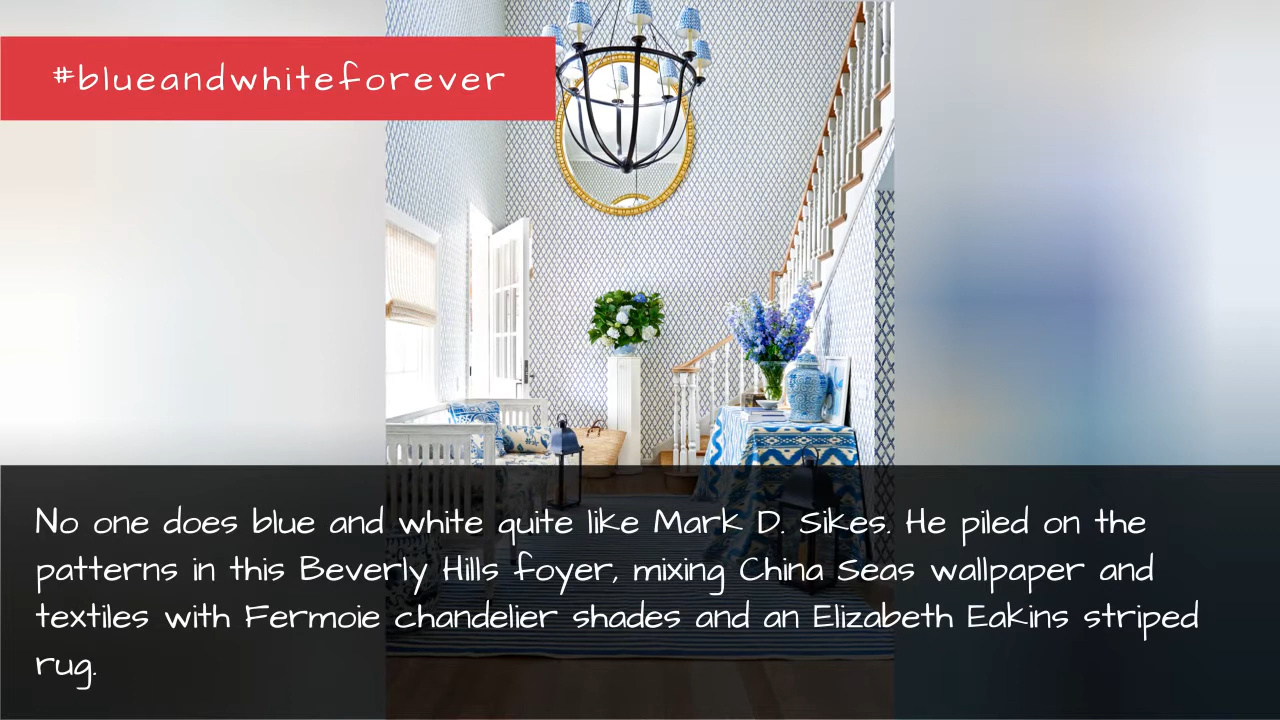 #blueandwhiteforever
No one does blue and white quite like Mark D. Sikes. He piled on the
patterns in this Beverly Hills foyer, mixing China Seas wallpaper and
textiles with Fermoie chandelier shades and an Elizabeth Eakins striped
rug.